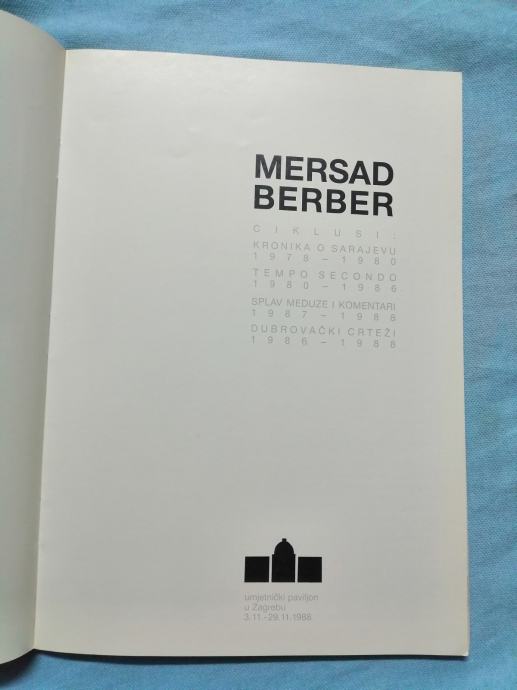 MERSAD
BERBER
CIKLUSI:
KRONIKA O SARAJEVU
1978 – 1980
TEMPO SECONDO
1980 – 1986
SPLAV MEDUZE I KOMENTARI
1987 – 1988
DUBROVAČKI CRTEŽI
1986 – 1988
umjetnički paviljon
u Zagrebu
3.11.-29.11.1988.